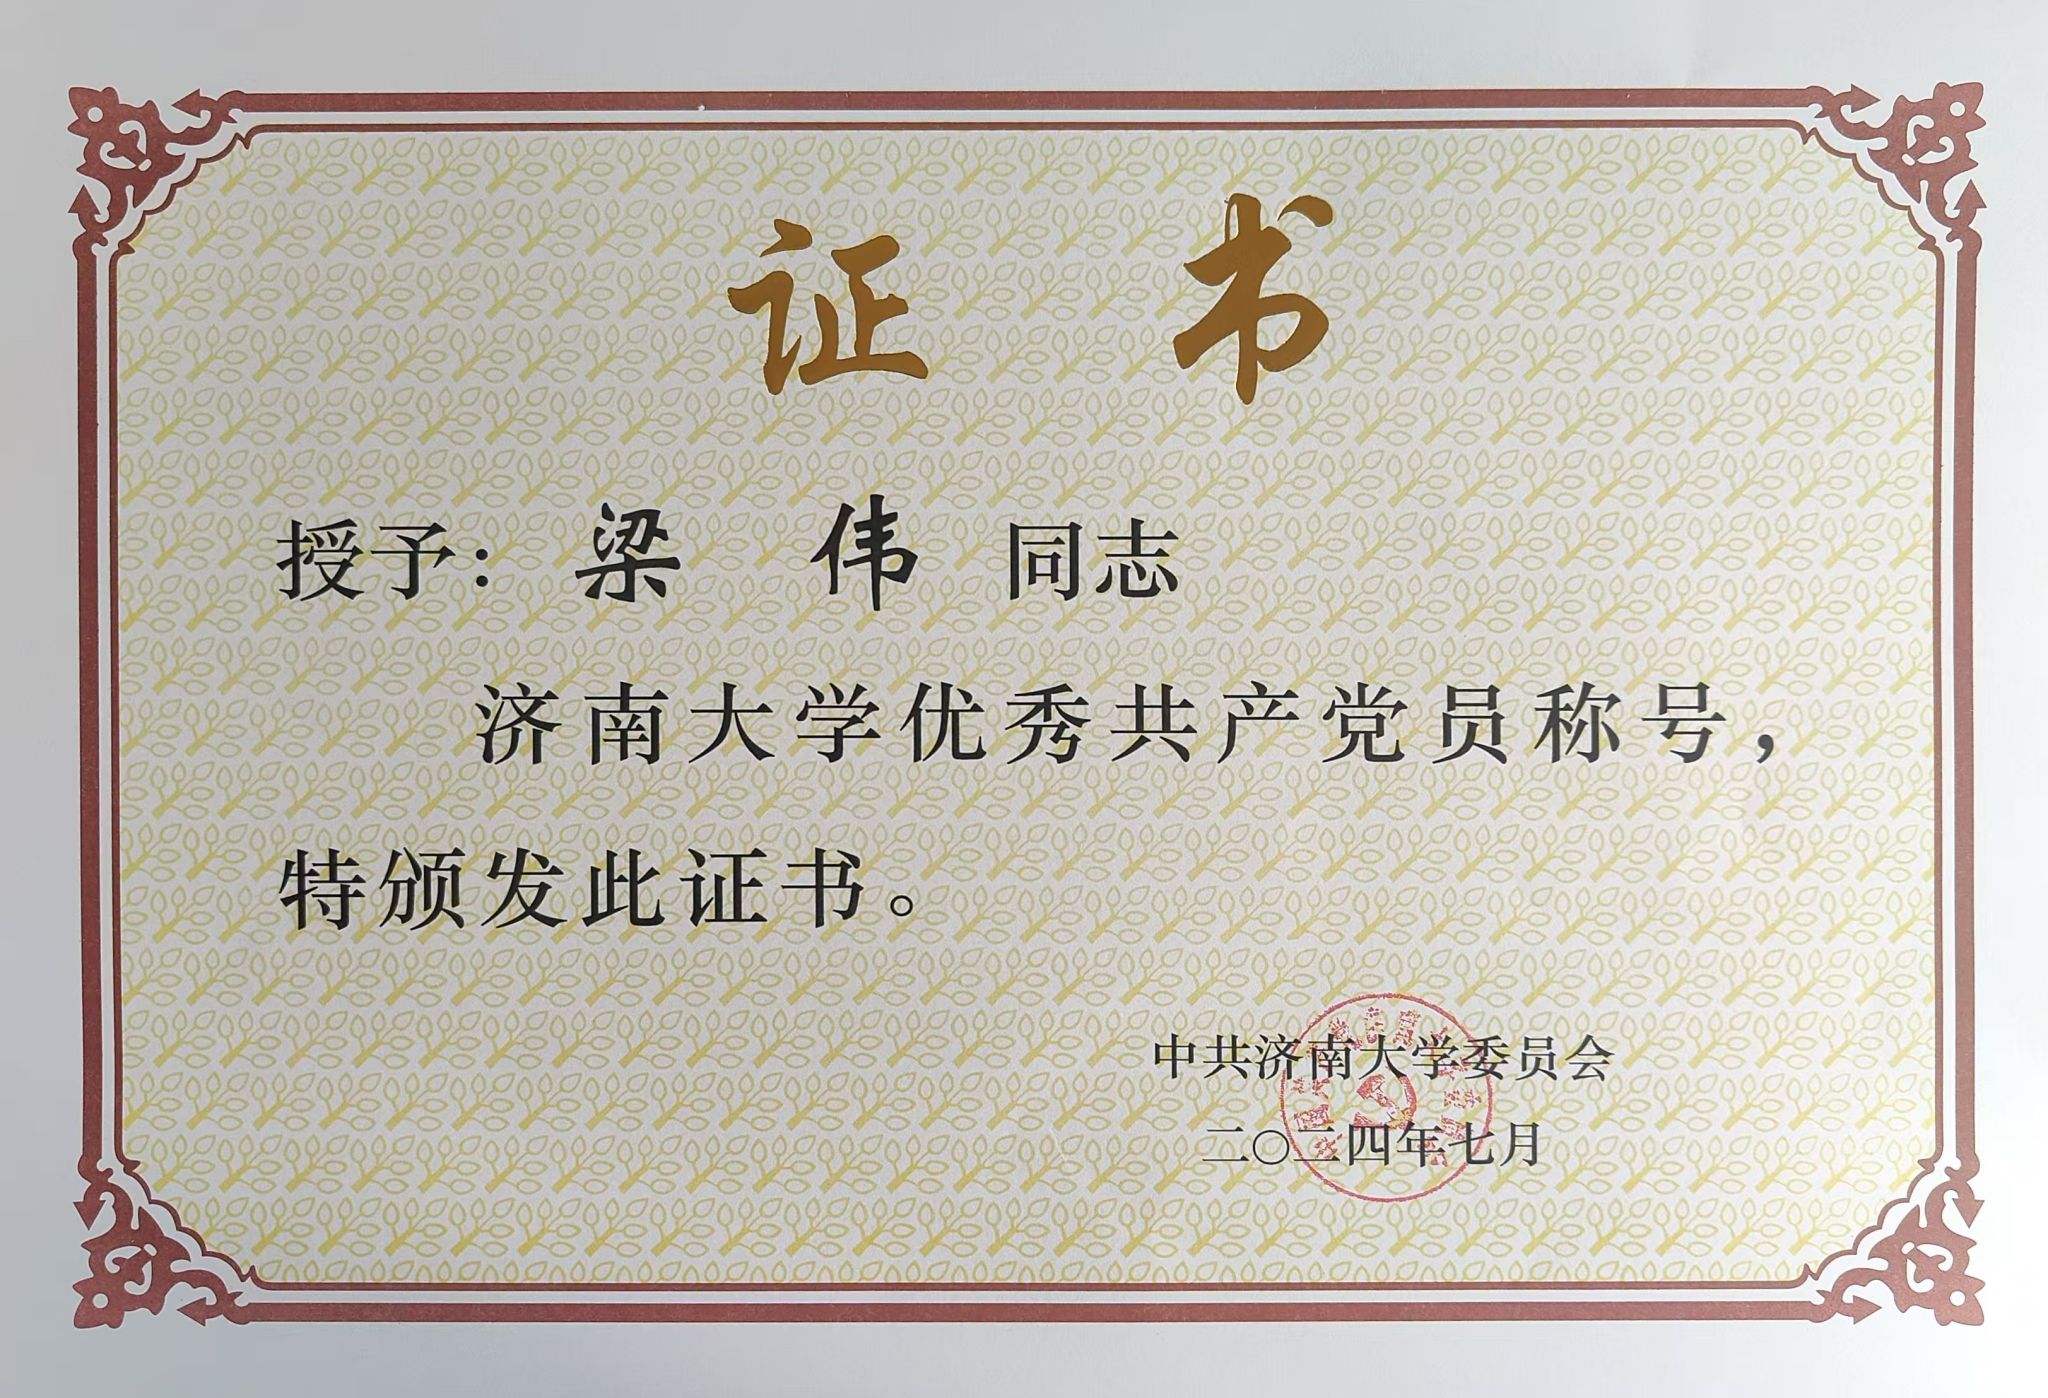 证书
授予：梁伟同志
济南大学优秀共产党员称号，
特颁发此证书。
中共济南大学委员会
二〇二四年七月